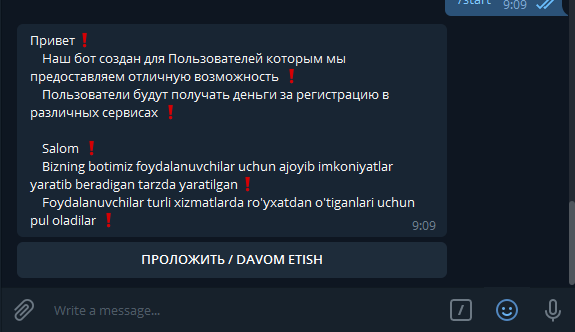 /start
9:09
Привет❗
Наш бот создан для Пользователей которым мы
предоставляем отличную возможность ❗
Пользователи будут получать деньги за регистрацию в
различных сервисах ❗
Salom ❗
Bizning botimiz foydalanuvchilar uchun ajoyib imkoniyatlar
yaratib beradigan tarzda yaratilgan❗
Foydalanuvchilar turli xizmatlarda ro'yxatdan o'tiganlari uchun
pul oladilar ❗
9:09
ПРОЛОЖИТЬ / DAVOM ETISH
Write a message...